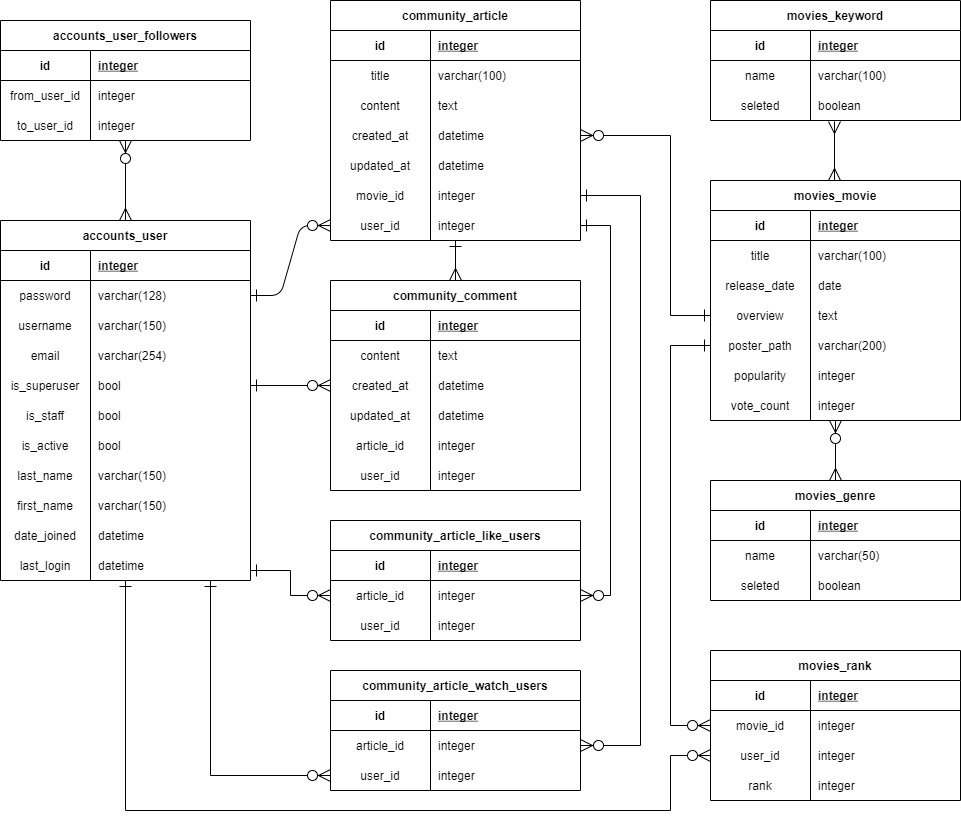 accounts_user_followers
id integer
from_user_id integer
to_user_id integer
accounts_user
id integer
password varchar(128)
username varchar(150)
email varchar(254)
is_superuser bool
is_staff bool
is_active bool
last_name varchar(150)
first_name varchar(150)
date_joined datetime
last_login datetime
community_article
id integer
title varchar(100)
content text
created_at datetime
updated_at datetime
movie_id integer
user_id integer
community_comment
id integer
content text
created_at datetime
updated_at datetime
article_id integer
user_id integer
community_article_like_users
id integer
article_id integer
user_id integer
community_article_watch_users
id integer
article_id integer
user_id integer
movies_keyword
id integer
name varchar(100)
seleted boolean
movies_movie
id integer
title varchar(100)
release_date date
overview text
poster_path varchar(200)
popularity integer
vote_count integer
movies_genre
id integer
name varchar(50)
seleted boolean
movies_rank
id integer
movie_id integer
user_id integer
rank integer